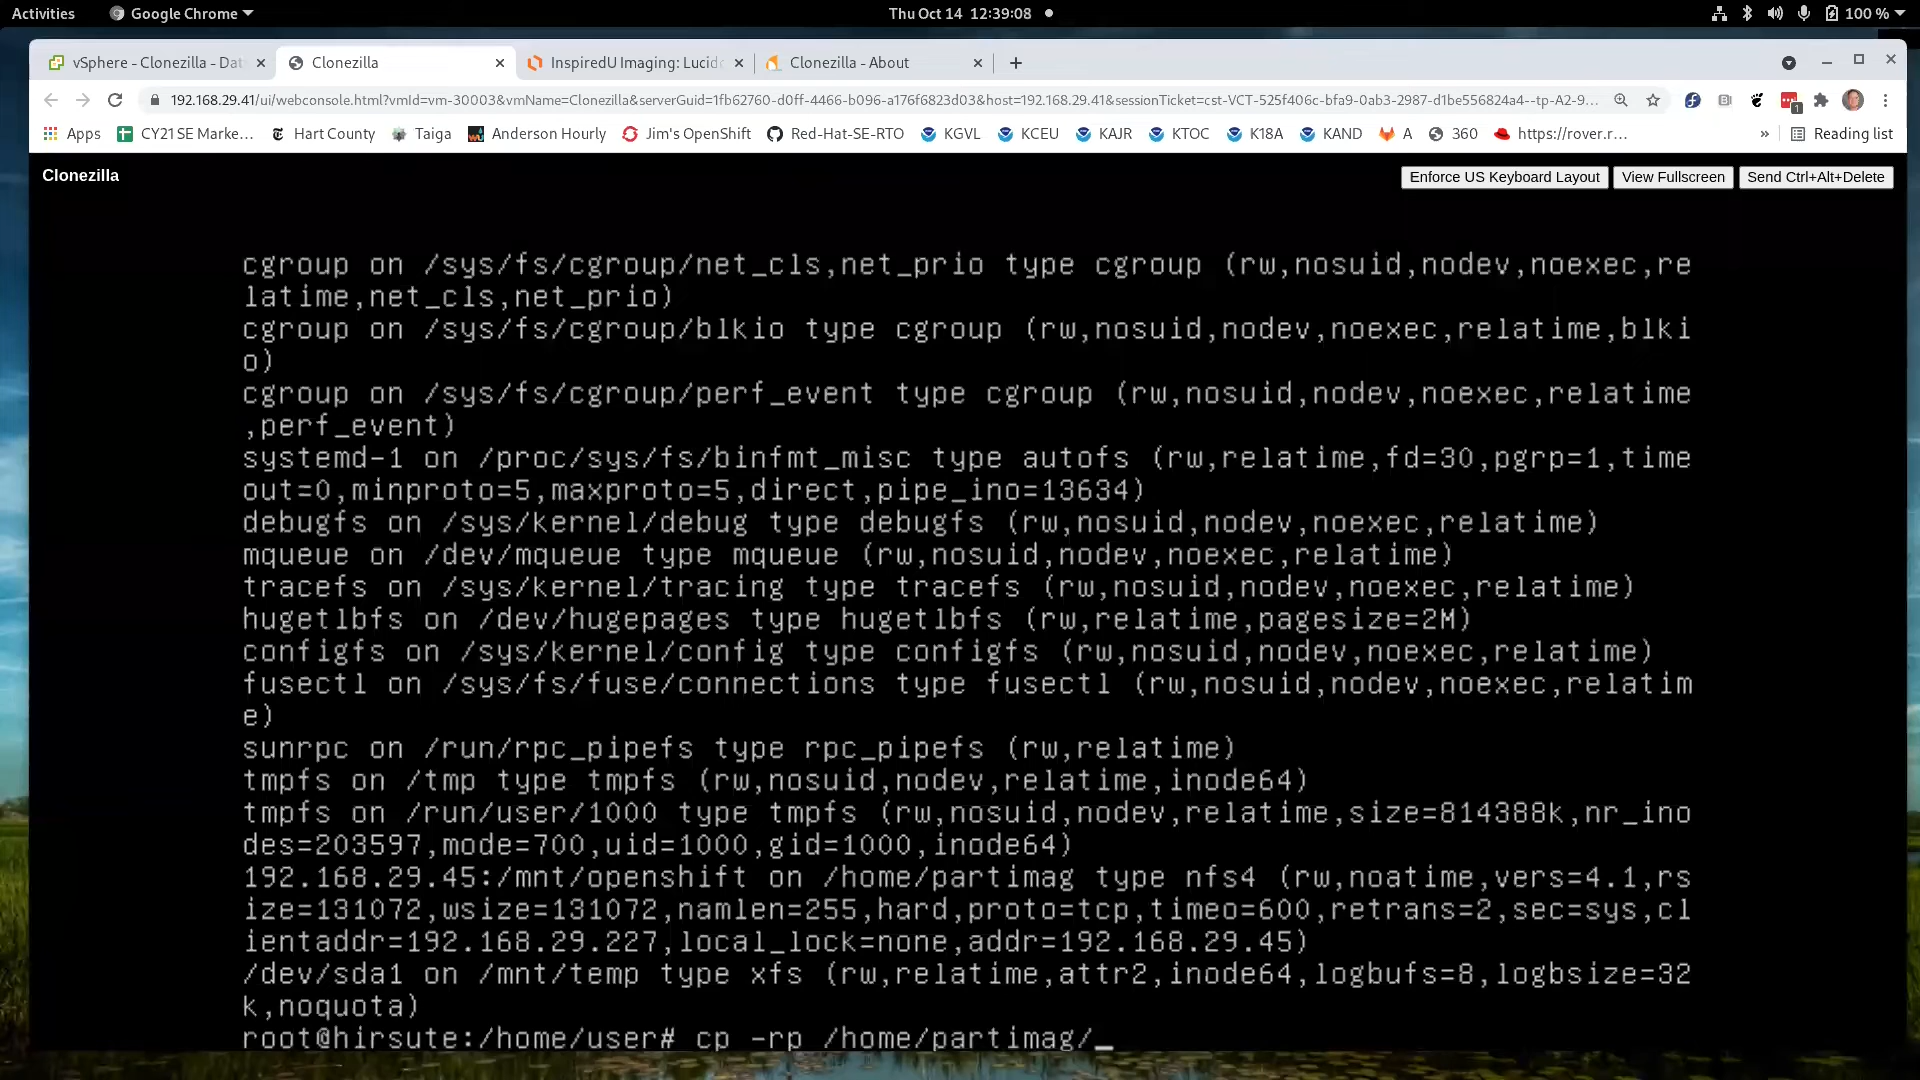 Activities Google Chrome Thu Oct 14 12:39:08 100 %
vSphere - Clonezilla - Dat Clonezilla InspiredU Imaging: Lucid Clonezilla - About
192.168.29.41/ui/webconsole.html?vmId=vm-30003&vmName=Clonezilla&serverGuid=1fb62760-d0ff-4466-b096-a176f6823d03&host=192.168.29.41&sessionTicket=cst-VCT-525f406c-bfa9-0ab3-2987-d1be556824a4--tp-A2-9... 1
Apps CY21 SE Marke... Hart County Taiga Anderson Hourly Jim's OpenShift Red-Hat-SE-RTO KGVL KCEU KAJR KTOC K18A KAND A 360 https://rover.r... » Reading list
Clonezilla Enforce US Keyboard Layout View Fullscreen Send Ctrl+Alt+Delete
cgroup on /sys/fs/cgroup/net_cls,net_prio type cgroup (rw,nosuid,nodev,noexec,re
latime,net_cls,net_prio)
cgroup on /sys/fs/cgroup/blkio type cgroup (rw,nosuid,nodev,noexec,relatime,blki
o)
cgroup on /sys/fs/cgroup/perf_event type cgroup (rw,nosuid,nodev,noexec,relatime
,perf_event)
systemd-1 on /proc/sys/fs/binfmt_misc type autofs (rw,relatime,fd=30,pgrp=1,time
out=0,minproto=5,maxproto=5,direct,pipe_ino=13634)
debugfs on /sys/kernel/debug type debugfs (rw,nosuid,nodev,noexec,relatime)
mqueue on /dev/mqueue type mqueue (rw,nosuid,nodev,noexec,relatime)
tracefs on /sys/kernel/tracing type tracefs (rw,nosuid,nodev,noexec,relatime)
hugetlbfs on /dev/hugepages type hugetlbfs (rw,relatime,pagesize=2M)
configfs on /sys/kernel/config type configfs (rw,nosuid,nodev,noexec,relatime)
fusectl on /sys/fs/fuse/connections type fusectl (rw,nosuid,nodev,noexec,relatim
e)
sunrpc on /run/rpc_pipefs type rpc_pipefs (rw,relatime)
tmpfs on /tmp type tmpfs (rw,nosuid,nodev,relatime,inode64)
tmpfs on /run/user/1000 type tmpfs (rw,nosuid,nodev,relatime,size=814388k,nr_ino
des=203597,mode=700,uid=1000,gid=1000,inode64)
192.168.29.45:/mnt/openshift on /home/partimag type nfs4 (rw,noatime,vers=4.1,rs
ize=131072,wsize=131072,namlen=255,hard,proto=tcp,timeo=600,retrans=2,sec=sys,cl
ientaddr=192.168.29.227,local_lock=none,addr=192.168.29.45)
/dev/sda1 on /mnt/temp type xfs (rw,relatime,attr2,inode64,logbufs=8,logbsize=32
k,noquota)
root@hirsute:/home/user# cp -rp /home/partimag/_